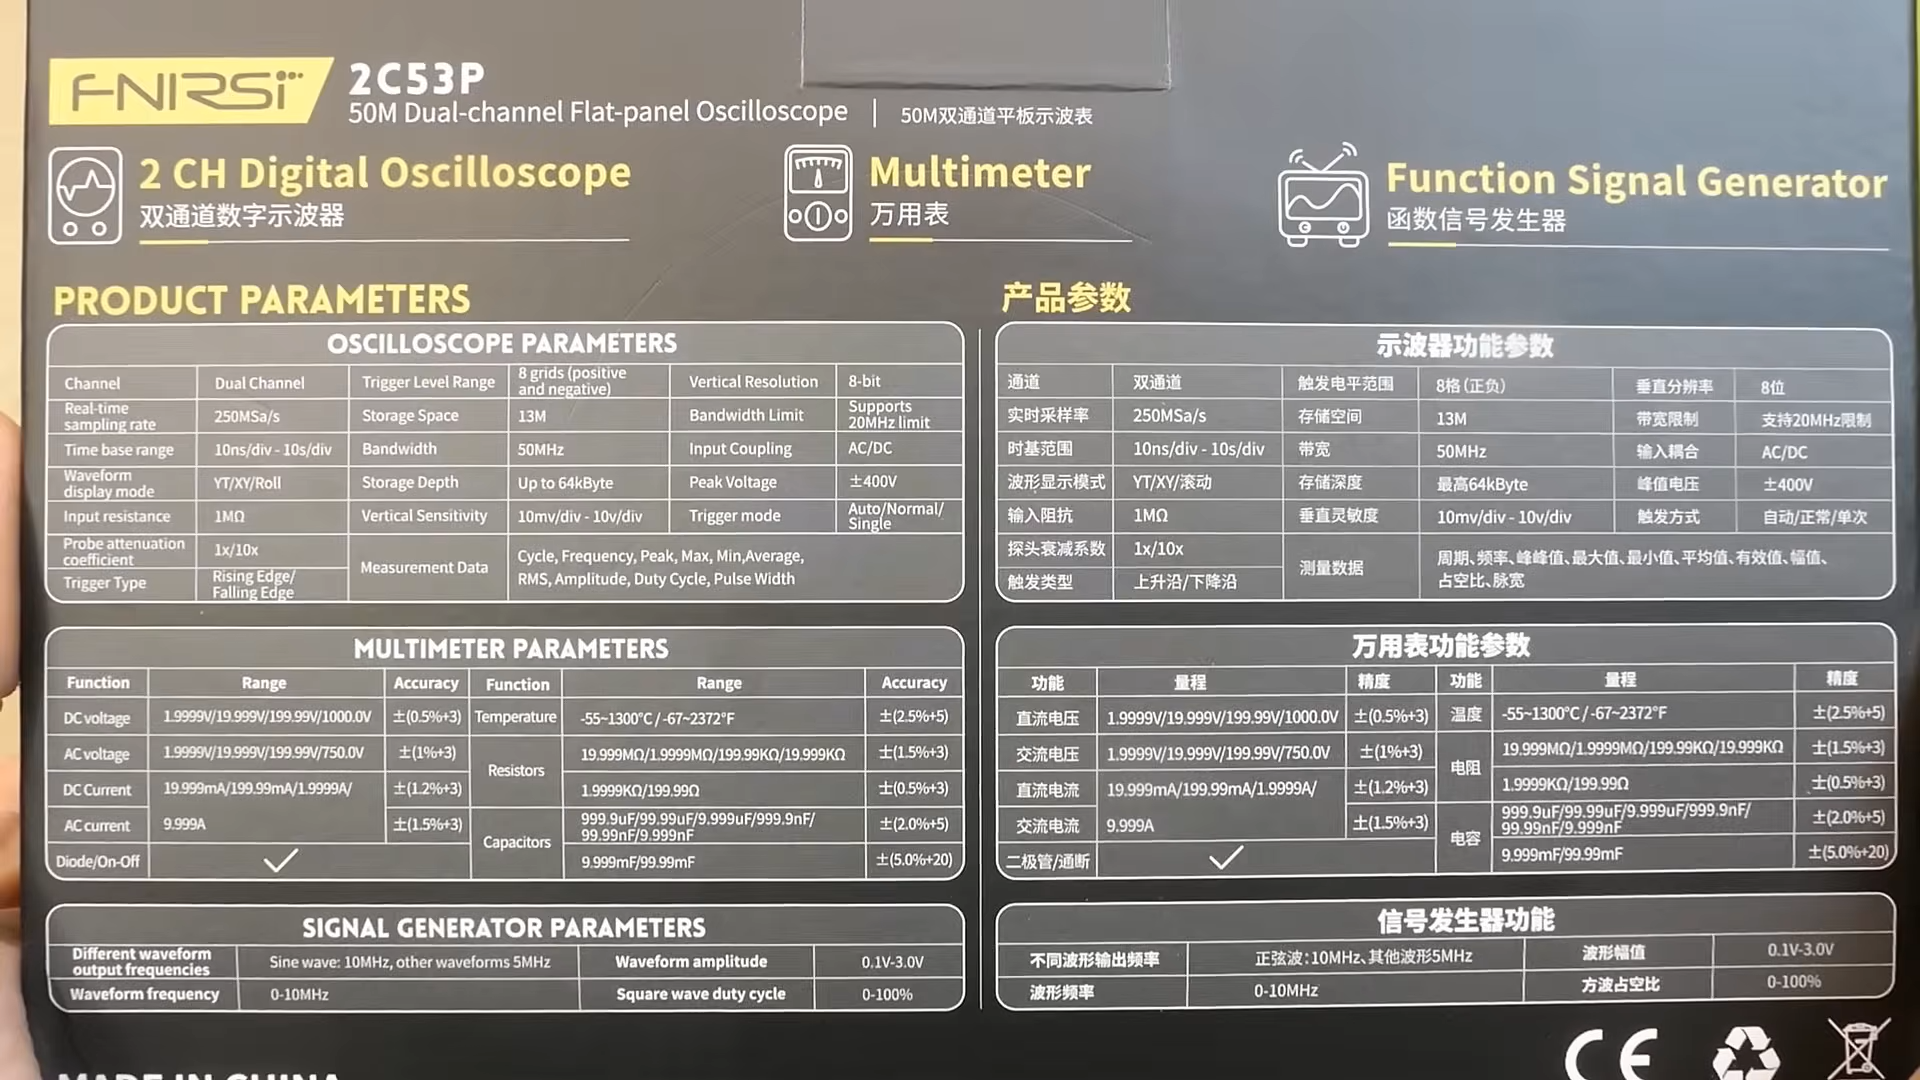 FNIRSI
2C53P
50M Dual-channel Flat-panel Oscilloscope | 50M双通道平板示波表
2 CH Digital Oscilloscope
双通道数字示波器
Multimeter
万用表
Function Signal Generator
函数信号发生器
PRODUCT PARAMETERS
OSCILLOSCOPE PARAMETERS
Channel Dual Channel Trigger Level Range 8 grids (positive and negative) Vertical Resolution 8-bit
Real-time sampling rate 250MSa/s Storage Space 13M Bandwidth Limit Supports 20MHz limit
Time base range 10ns/div - 10s/div Bandwidth 50MHz Input Coupling AC/DC
Waveform display mode YT/XY/Roll Storage Depth Up to 64kByte Peak Voltage ±400V
Input resistance 1MΩ Vertical Sensitivity 10mv/div - 10v/div Trigger mode Auto/Normal/Single
Probe attenuation coefficient 1x/10x Measurement Data Cycle, Frequency, Peak, Max, Min,Average,
RMS, Amplitude, Duty Cycle, Pulse Width
Trigger Type Rising Edge/Falling Edge
MULTIMETER PARAMETERS
Function Range Accuracy Function Range Accuracy
DC voltage 1.9999V/19.999V/199.99V/1000.0V ±(0.5%+3) Temperature -55~1300°C / -67~2372°F ±(2.5%+5)
AC voltage 1.9999V/19.999V/199.99V/750.0V ±(1%+3) Resistors 19.999MΩ/1.9999MΩ/199.99KΩ/19.999KΩ ±(1.5%+3)
DC Current 19.999mA/199.99mA/1.9999A/ ±(1.2%+3) 1.9999KΩ/199.99Ω ±(0.5%+3)
AC current 9.999A ±(1.5%+3) Capacitors 999.9uF/99.99uF/9.999uF/999.9nF/
99.99nF/9.999nF ±(2.0%+5)
Diode/On-Off ✓ 9.999mF/99.99mF ±(5.0%+20)
SIGNAL GENERATOR PARAMETERS
Different waveform output frequencies Sine wave: 10MHz, other waveforms 5MHz Waveform amplitude 0.1V-3.0V
Waveform frequency 0-10MHz Square wave duty cycle 0-100%
产品参数
示波器功能参数
通道 双通道 触发电平范围 8格(正负) 垂直分辨率 8位
实时采样率 250MSa/s 存储空间 13M 带宽限制 支持20MHz限制
时基范围 10ns/div - 10s/div 带宽 50MHz 输入耦合 AC/DC
波形显示模式 YT/XY/滚动 存储深度 最高64kByte 峰值电压 ±400V
输入阻抗 1MΩ 垂直灵敏度 10mv/div - 10v/div 触发方式 自动/正常/单次
探头衰减系数 1x/10x 测量数据 周期、频率、峰峰值、最大值、最小值、平均值、有效值、幅值、
占空比、脉宽
触发类型 上升沿/下降沿
万用表功能参数
功能 量程 精度 功能 量程 精度
直流电压 1.9999V/19.999V/199.99V/1000.0V ±(0.5%+3) 温度 -55~1300°C / -67~2372°F ±(2.5%+5)
交流电压 1.9999V/19.999V/199.99V/750.0V ±(1%+3) 电阻 19.999MΩ/1.9999MΩ/199.99KΩ/19.999KΩ ±(1.5%+3)
直流电流 19.999mA/199.99mA/1.9999A/ ±(1.2%+3) 1.9999KΩ/199.99Ω ±(0.5%+3)
交流电流 9.999A ±(1.5%+3) 电容 999.9uF/99.99uF/9.999uF/999.9nF/
99.99nF/9.999nF ±(2.0%+5)
二极管/通断 ✓ 9.999mF/99.99mF ±(5.0%+20)
信号发生器功能
不同波形输出频率 正弦波:10MHz、其他波形5MHz 波形幅值 0.1V-3.0V
波形频率 0-10MHz 方波占空比 0-100%
MADE IN CHINA
CE